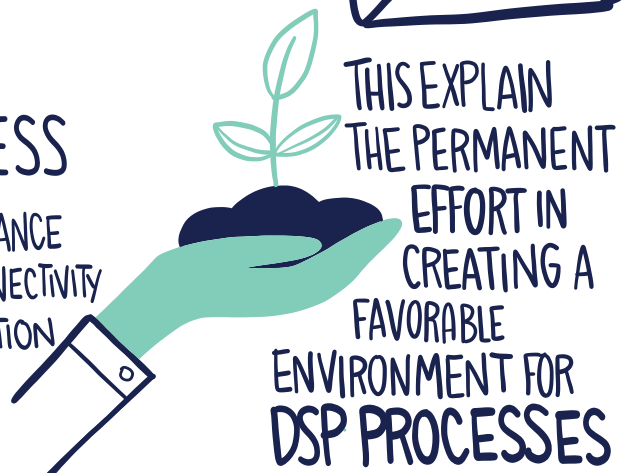 ESS
ANCE
NECTIVITY
TION
THIS EXPLAIN
THE PERMANENT
EFFORT IN
CREATING A
FAVORABLE
ENVIRONMENT FOR
DSP PROCESSES